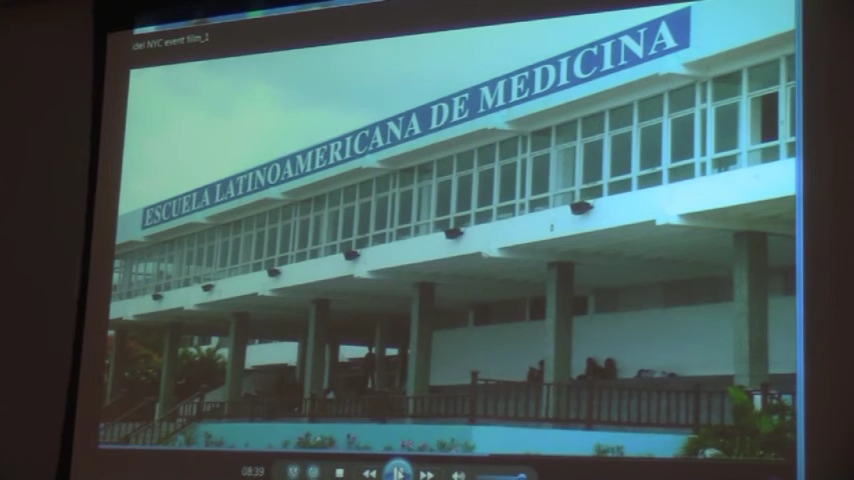 idel NYC event film_1
ESCUELA LATINOAMERICANA DE MEDICINA
08:39